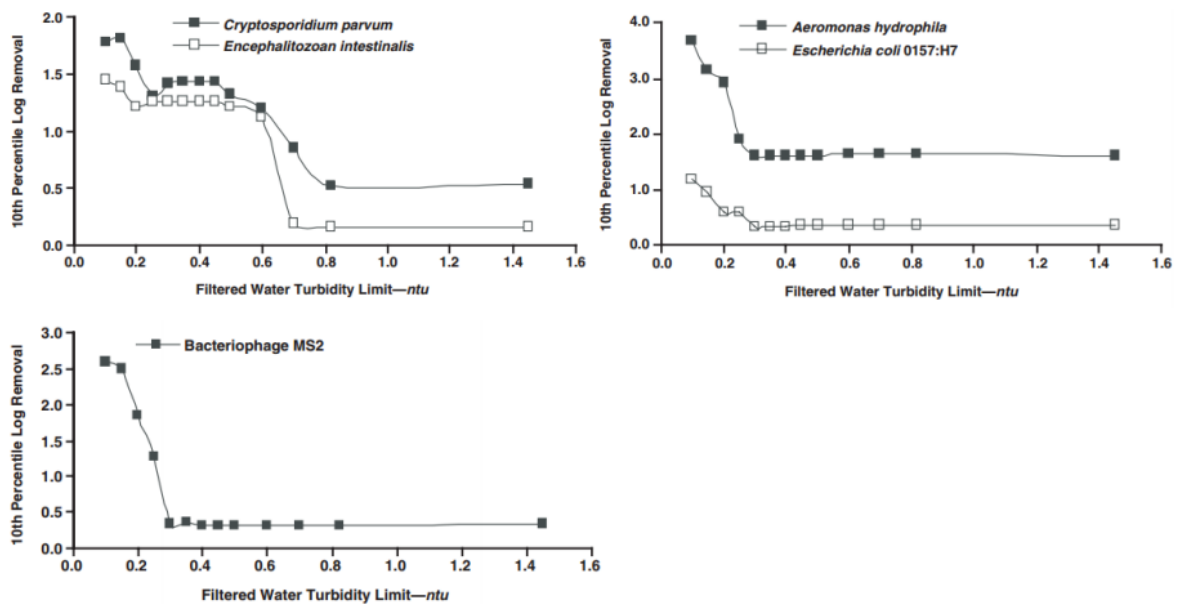 2.0
1.5
1.0
0.5
0.0
10th Percentile Log Removal
Cryptosporidium parvum
Encephalitozoan intestinalis
0.0 0.2 0.4 0.6 0.8 1.0 1.2 1.4 1.6
Filtered Water Turbidity Limit—ntu
4.0
3.0
2.0
1.0
0.0
10th Percentile Log Removal
Aeromonas hydrophila
Escherichia coli 0157:H7
0.0 0.2 0.4 0.6 0.8 1.0 1.2 1.4 1.6
Filtered Water Turbidity Limit—ntu
3.0
2.5
2.0
1.5
1.0
0.5
0.0
10th Percentile Log Removal
Bacteriophage MS2
0.0 0.2 0.4 0.6 0.8 1.0 1.2 1.4 1.6
Filtered Water Turbidity Limit—ntu